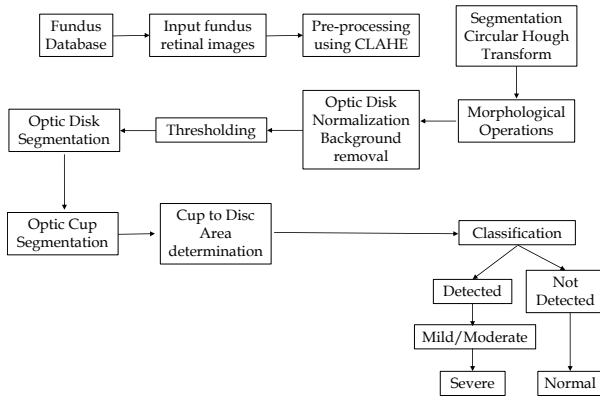 Fundus
Database
Input fundus
retinal images
Pre-processing
using CLAHE
Segmentation
Circular Hough
Transform
Optic Disk
Segmentation
Thresholding
Optic Disk
Normalization
Background
removal
Morphological
Operations
Optic Cup
Segmentation
Cup to Disc
Area
determination
Classification
Detected
Not
Detected
Mild/Moderate
Severe
Normal